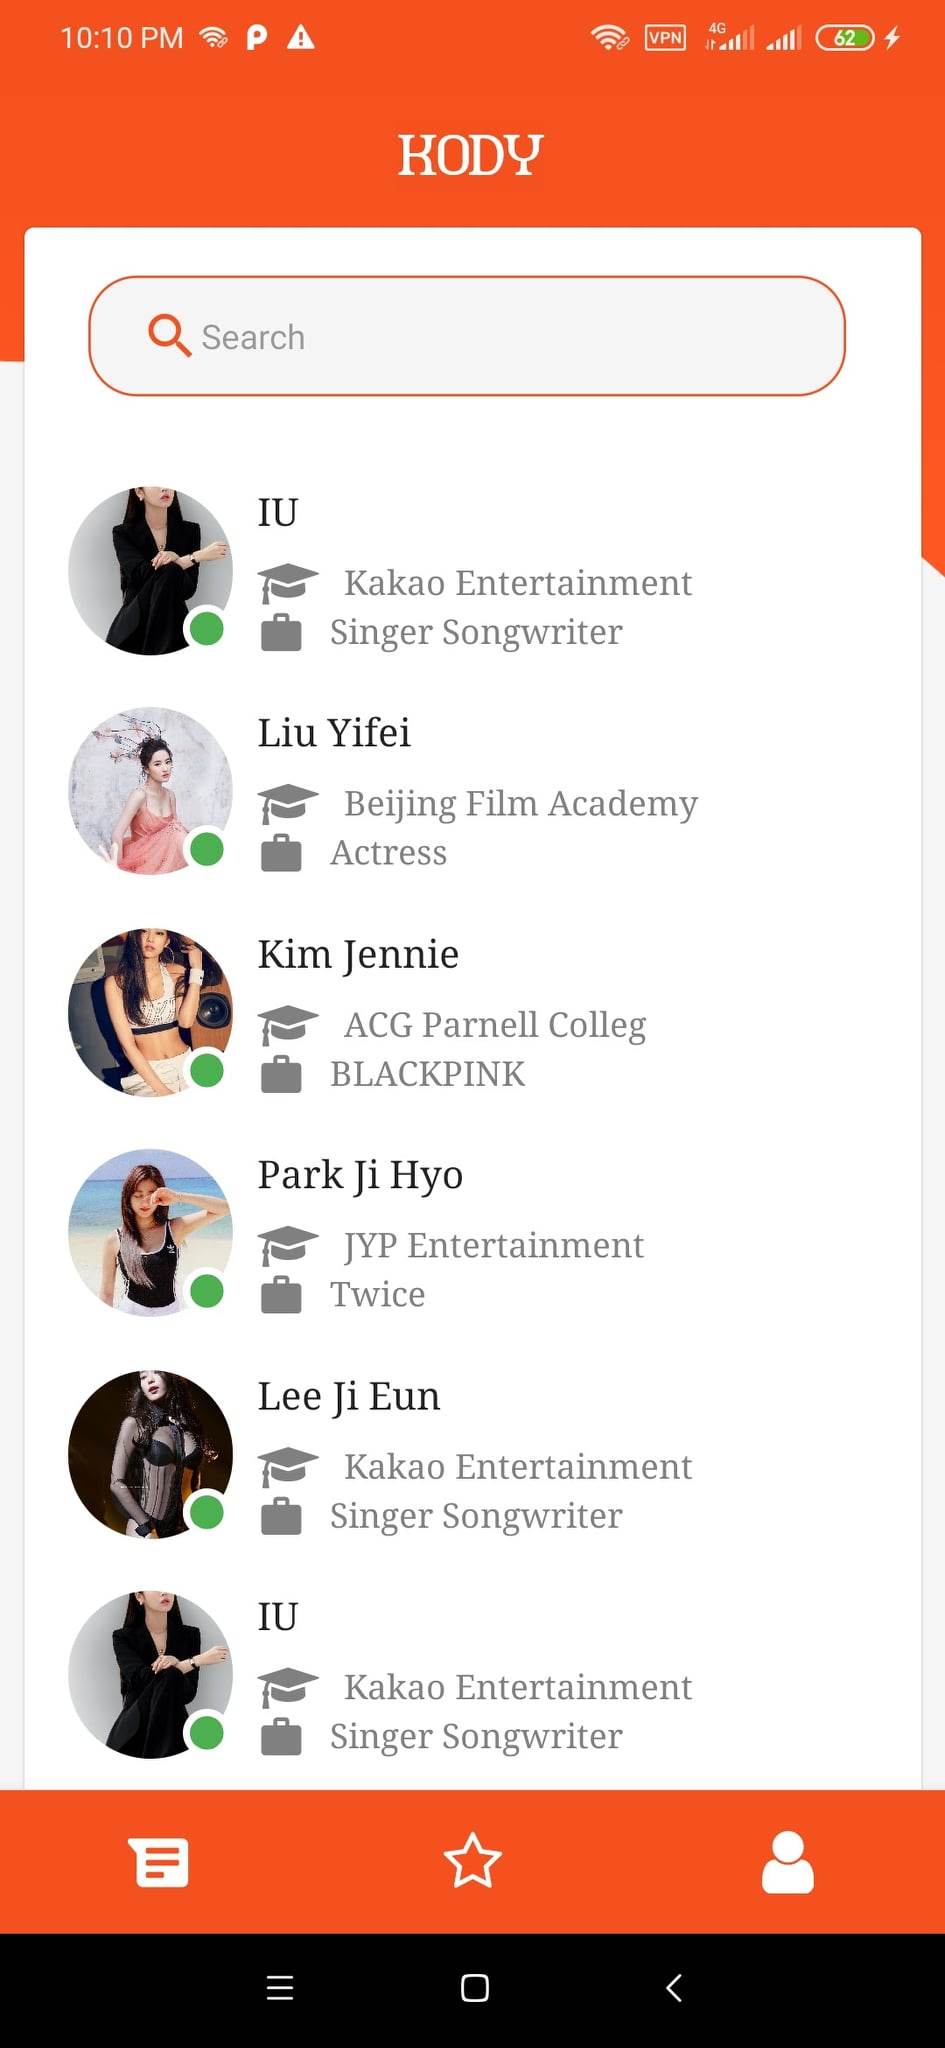 10:10 PM
VPN
4G
62
KODY
Search
IU
Kakao Entertainment
Singer Songwriter
Liu Yifei
Beijing Film Academy
Actress
Kim Jennie
ACG Parnell Colleg
BLACKPINK
Park Ji Hyo
JYP Entertainment
Twice
Lee Ji Eun
Kakao Entertainment
Singer Songwriter
IU
Kakao Entertainment
Singer Songwriter